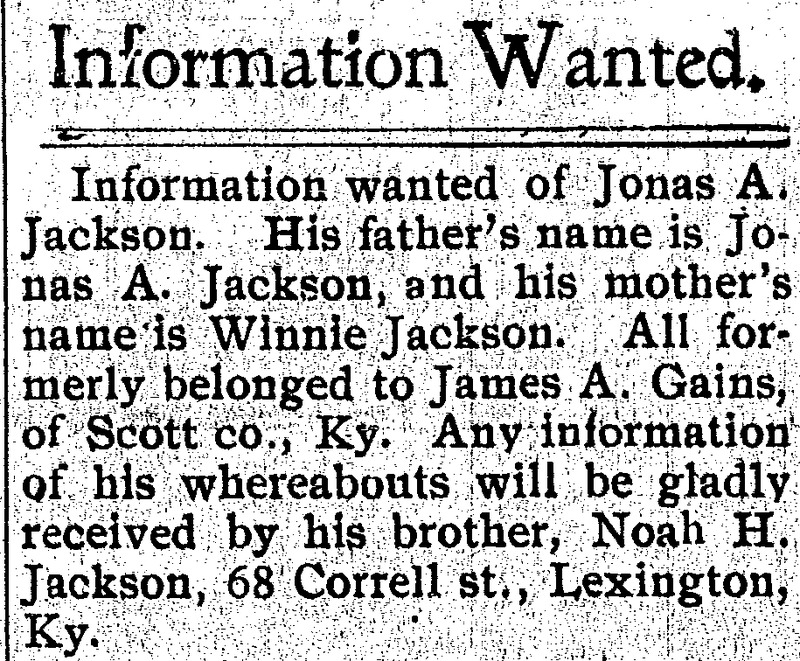 Information Wanted.
Information wanted of Jonas A.
Jackson. His father's name is Jo-
nas A. Jackson, and his mother's
name is Winnie Jackson. All for-
merly belonged to James A. Gains,
of Scott co., Ky. Any information
of his whereabouts will be gladly
received by his brother, Noah H.
Jackson, 68 Correll st., Lexington,
Ky.